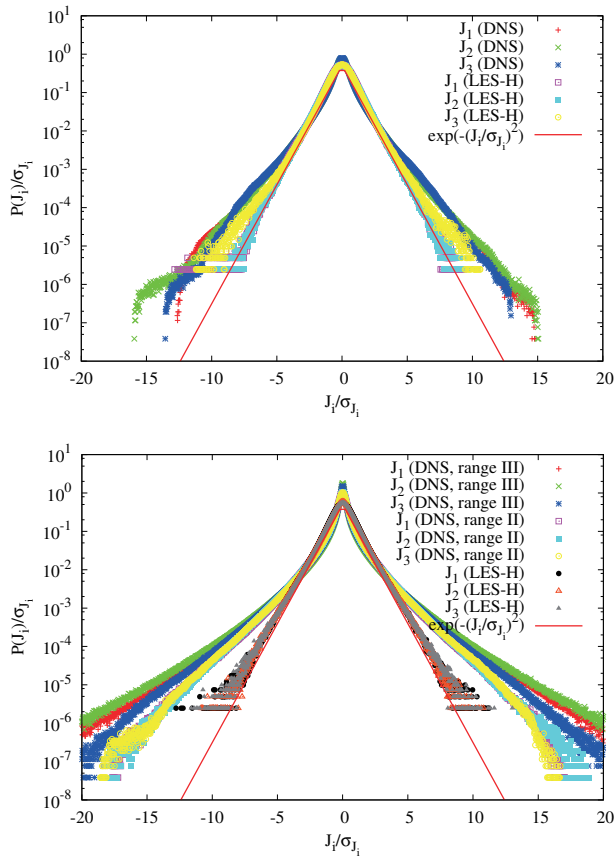 10^1
10^0
10^-1
10^-2
10^-3
10^-4
10^-5
10^-6
10^-7
10^-8
P(J_i)/σ_{J_i}
-20 -15 -10 -5 0 5 10 15 20
J_i/σ_{J_i}
J_1 (DNS)
J_2 (DNS)
J_3 (DNS)
J_1 (LES-H)
J_2 (LES-H)
J_3 (LES-H)
exp(-(J_i/σ_{J_i})^2)
10^1
10^0
10^-1
10^-2
10^-3
10^-4
10^-5
10^-6
10^-7
10^-8
P(J_i)/σ_{J_i}
-20 -15 -10 -5 0 5 10 15 20
J_i/σ_{J_i}
J_1 (DNS, range III)
J_2 (DNS, range III)
J_3 (DNS, range III)
J_1 (DNS, range II)
J_2 (DNS, range II)
J_3 (DNS, range II)
J_1 (LES-H)
J_2 (LES-H)
J_3 (LES-H)
exp(-(J_i/σ_{J_i})^2)